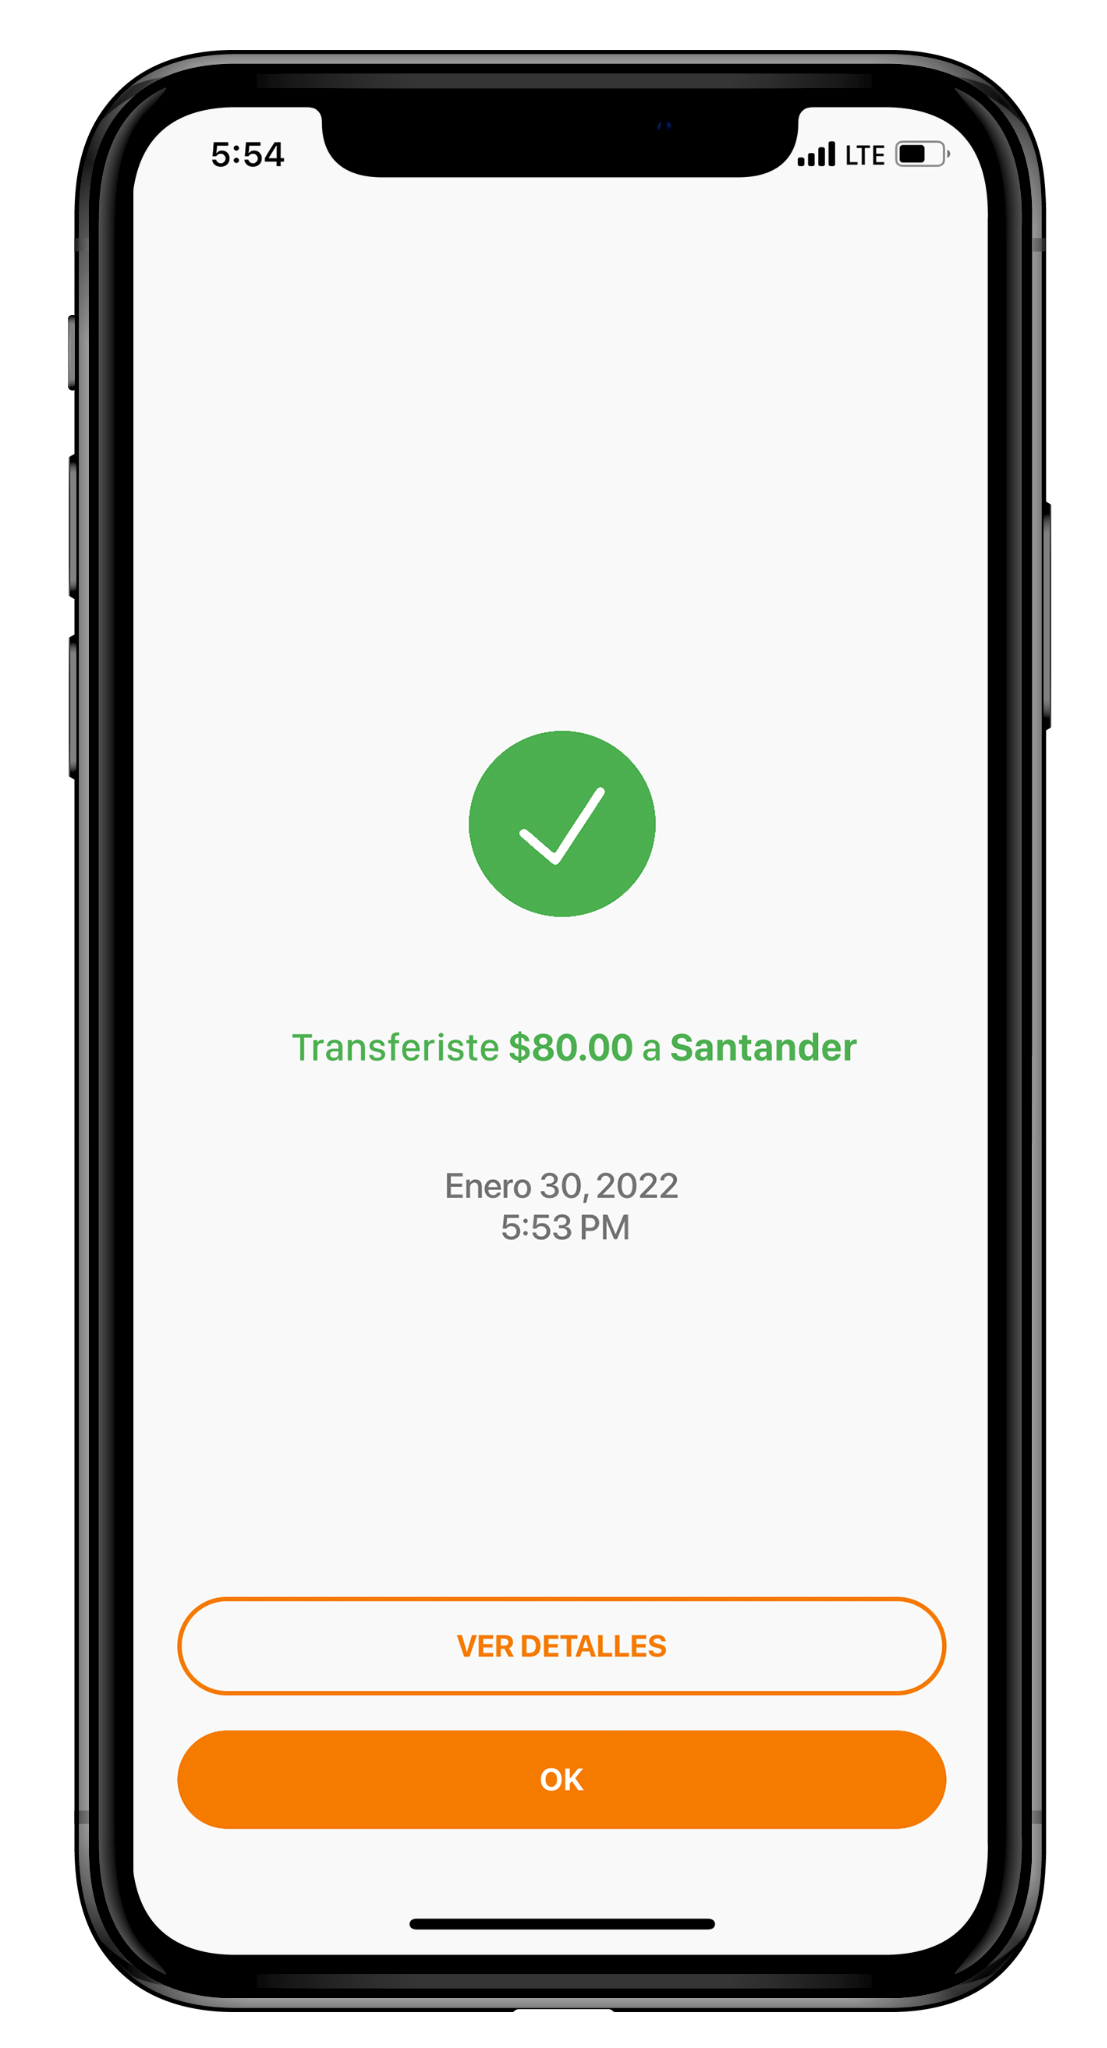 5:54
LTE
Transferiste $80.00 a Santander
Enero 30, 2022
5:53 PM
VER DETALLES
OK